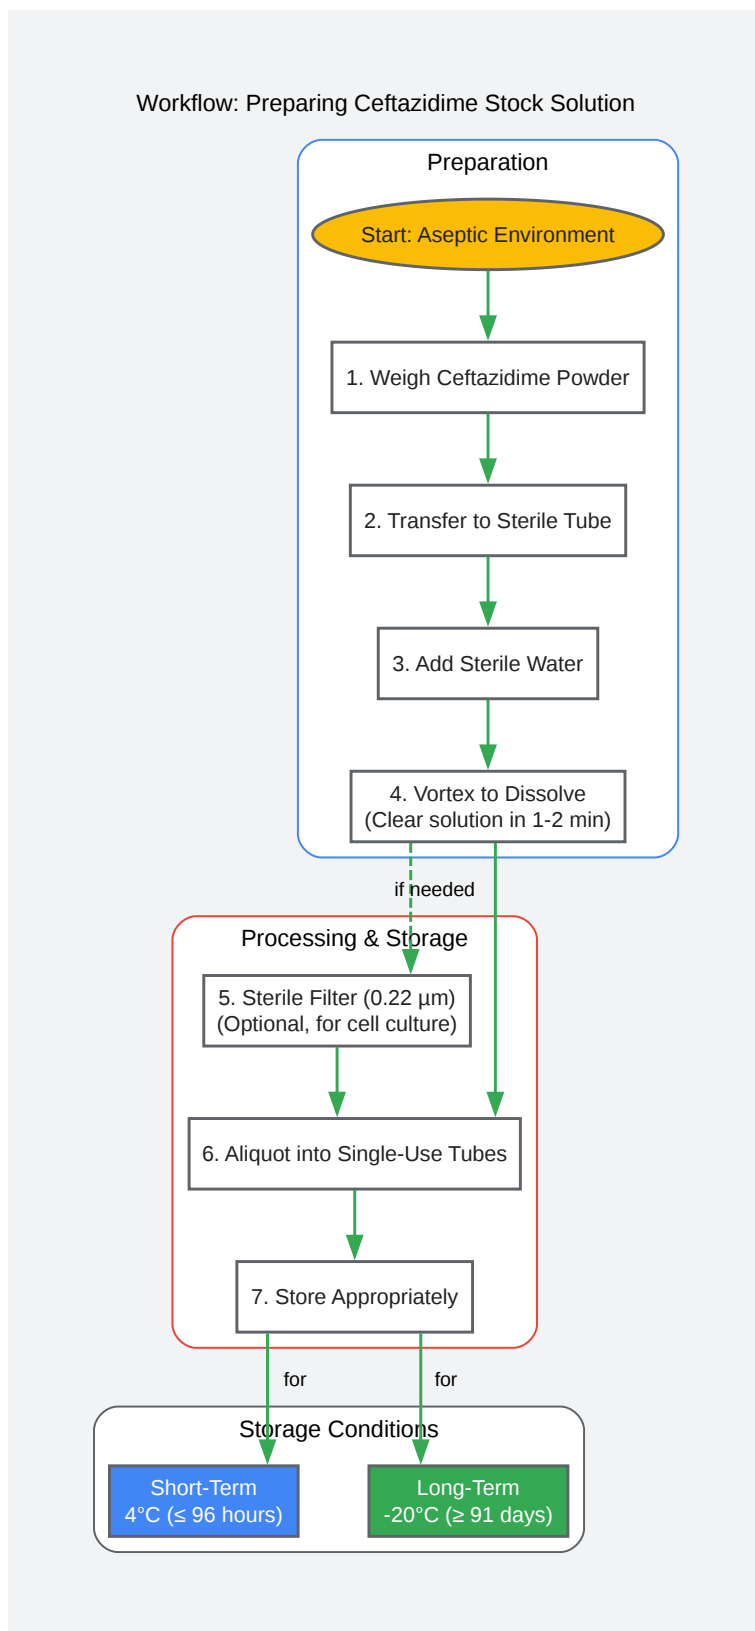 Workflow: Preparing Ceftazidime Stock Solution
Preparation
Start: Aseptic Environment
1. Weigh Ceftazidime Powder
2. Transfer to Sterile Tube
3. Add Sterile Water
4. Vortex to Dissolve
(Clear solution in 1-2 min)
if needed
Processing & Storage
5. Sterile Filter (0.22 µm)
(Optional, for cell culture)
6. Aliquot into Single-Use Tubes
7. Store Appropriately
for
for
Storage Conditions
Short-Term
4°C (≤ 96 hours)
Long-Term
-20°C (≥ 91 days)